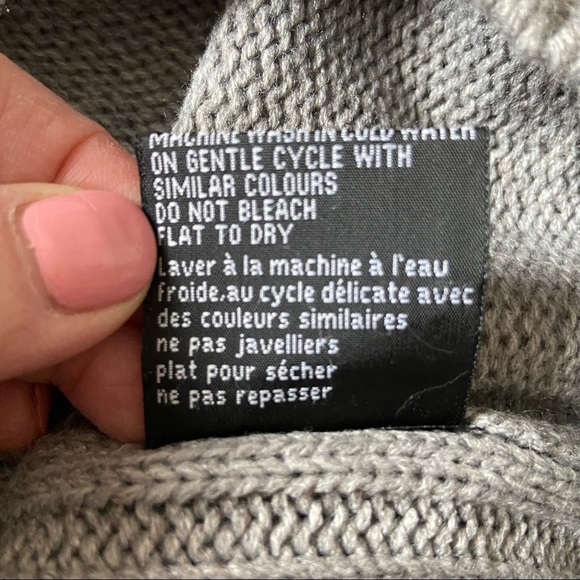 MACHINE WASH IN COLD WATER
ON GENTLE CYCLE WITH
SIMILAR COLOURS
DO NOT BLEACH
FLAT TO DRY
Laver à la machine à l'eau
froide,au cycle délicate avec
des couleurs similaires
ne pas javelliers
plat pour sécher
ne pas repasser